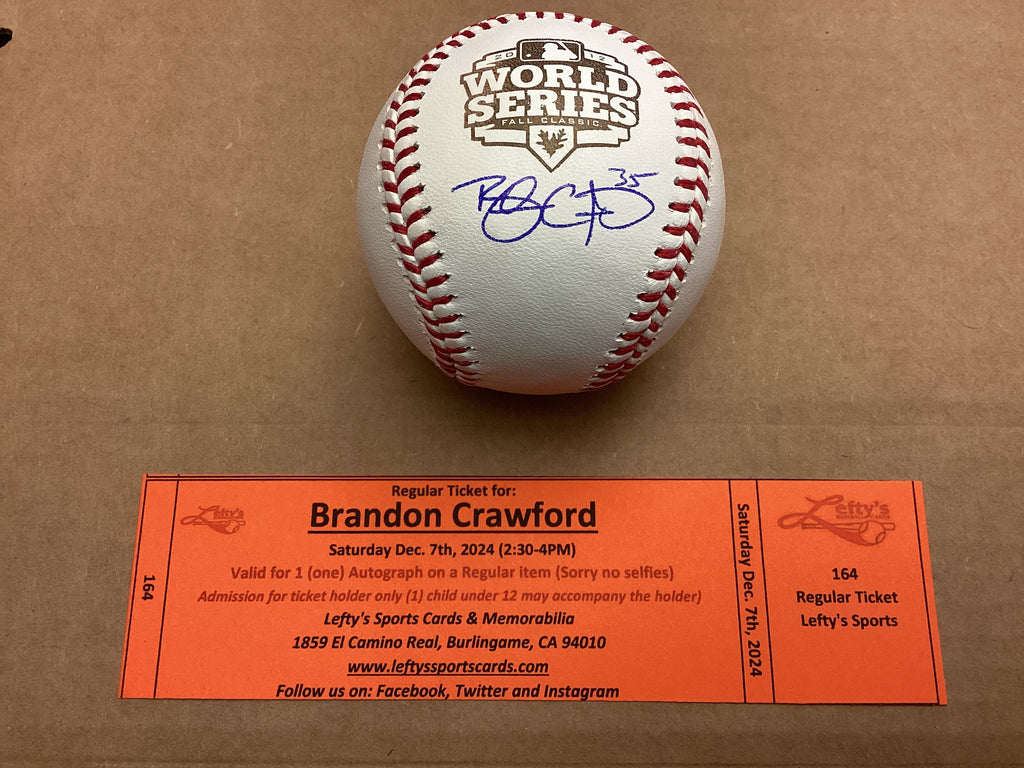 2012
WORLD
SERIES
FALL CLASSIC
35
Regular Ticket for:
Lefty's
Brandon Crawford
Saturday Dec. 7th, 2024 (2:30-4PM)
Valid for 1 (one) Autograph on a Regular item (Sorry no selfies)
Admission for ticket holder only (1) child under 12 may accompany the holder)
Lefty's Sports Cards & Memorabilia
1859 El Camino Real, Burlingame, CA 94010
www.leftyssportscards.com
Follow us on: Facebook, Twitter and Instagram
164
Saturday Dec. 7th, 2024
Lefty's
164
Regular Ticket
Lefty's Sports